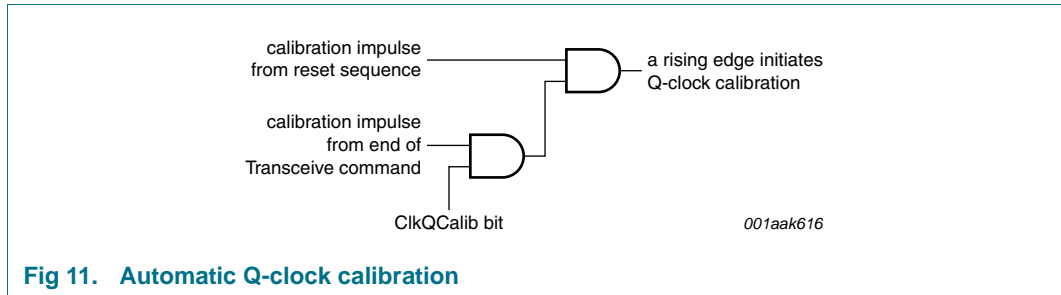 calibration impulse
from reset sequence
a rising edge initiates
Q-clock calibration
calibration impulse
from end of
Transceive command
ClkQCalib bit
001aak616
Fig 11. Automatic Q-clock calibration